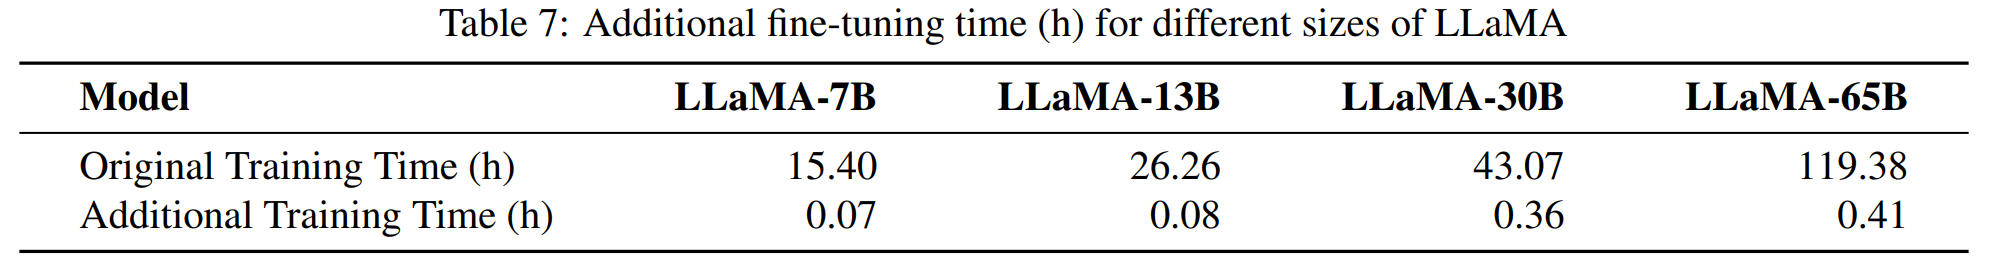 Table 7: Additional fine-tuning time (h) for different sizes of LLaMA
Model LLaMA-7B LLaMA-13B LLaMA-30B LLaMA-65B
Original Training Time (h) 15.40 26.26 43.07 119.38
Additional Training Time (h) 0.07 0.08 0.36 0.41